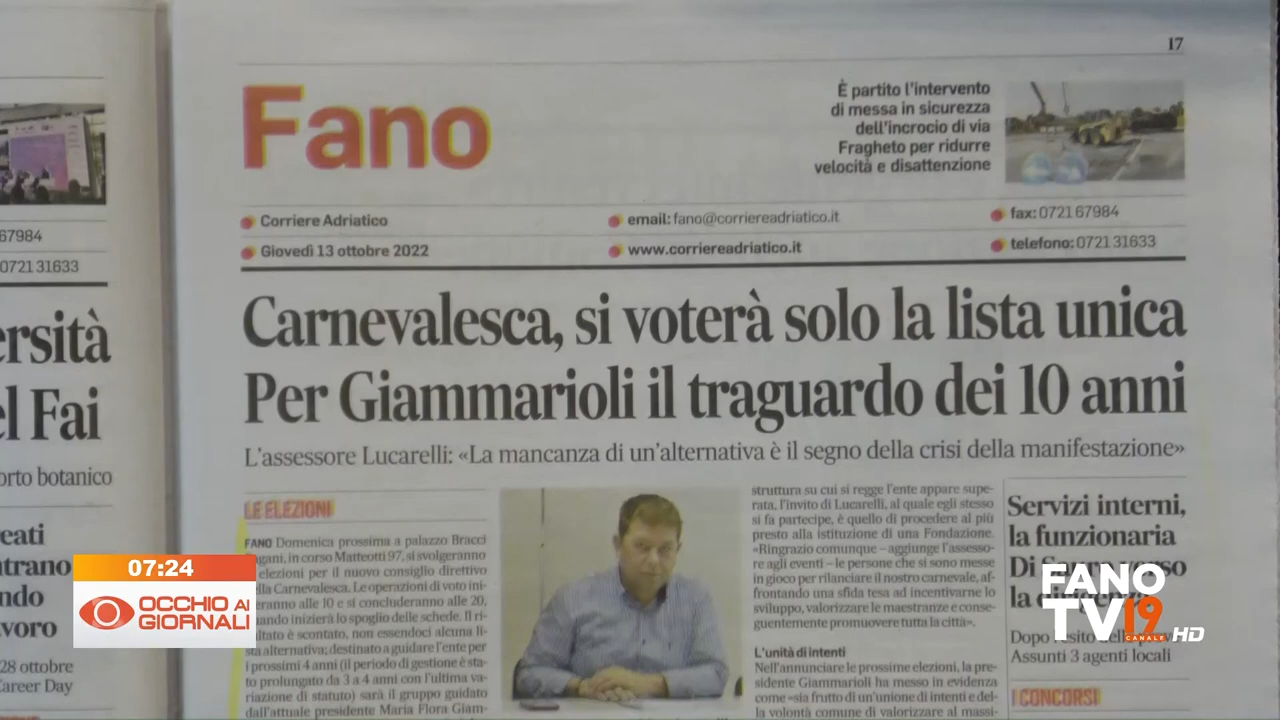 67984
0721 31633
ersità
el Fai
orto botanico
reati
ntrano
ndo
avoro
28 ottobre
Career Day
17
Fano
È partito l'intervento
di messa in sicurezza
dell'incrocio di via
Fragheto per ridurre
velocità e disattenzione
Corriere Adriatico
email: fano@corriereadriatico.it
fax: 0721 67984
Giovedì 13 ottobre 2022
www.corriereadriatico.it
telefono: 0721 31633
Carnevalesca, si voterà solo la lista unica
Per Giammarioli il traguardo dei 10 anni
L'assessore Lucarelli: «La mancanza di un'alternativa è il segno della crisi della manifestazione»
LE ELEZIONI
FANO Domenica prossima a palazzo Bracci
agani, in corso Matteotti 97, si svolgeranno
elezioni per il nuovo consiglio direttivo
ella Carnevalesca. Le operazioni di voto ini-
eranno alle 10 e si concluderanno alle 20,
uando inizierà lo spoglio delle schede. Il ri-
ltato è scontato, non essendoci alcuna li-
sta alternativa; destinato a guidare l'ente per
i prossimi 4 anni (il periodo di gestione è sta-
to prolungato da 3 a 4 anni con l'ultima va-
riazione di statuto) sarà il gruppo guidato
dall'attuale presidente Maria Flora Giam-
struttura su cui si regge l'ente appare supe-
rata, l'invito di Lucarelli, al quale egli stesso
si fa partecipe, è quello di procedere al più
presto alla istituzione di una Fondazione.
«Ringrazio comunque – aggiunge l'assesso-
re agli eventi – le persone che si sono messe
in gioco per rilanciare il nostro carnevale, af-
frontando una sfida tesa ad incentivarne lo
sviluppo, valorizzare le maestranze e conse-
guentemente promuovere tutta la città».
L'unità di intenti
Nell'annunciare le prossime elezioni, la pre-
sidente Giammarioli ha messo in evidenza
come «sia frutto di un'unione di intenti e del-
la volontà comune di valorizzare al massi-
Servizi interni,
la funzionaria
Di
la
Dopo
Assunti 3 agenti locali
I CONCORSI
07:24
OCCHIO AI
GIORNALI
FANO
TV 19
CANALE HD